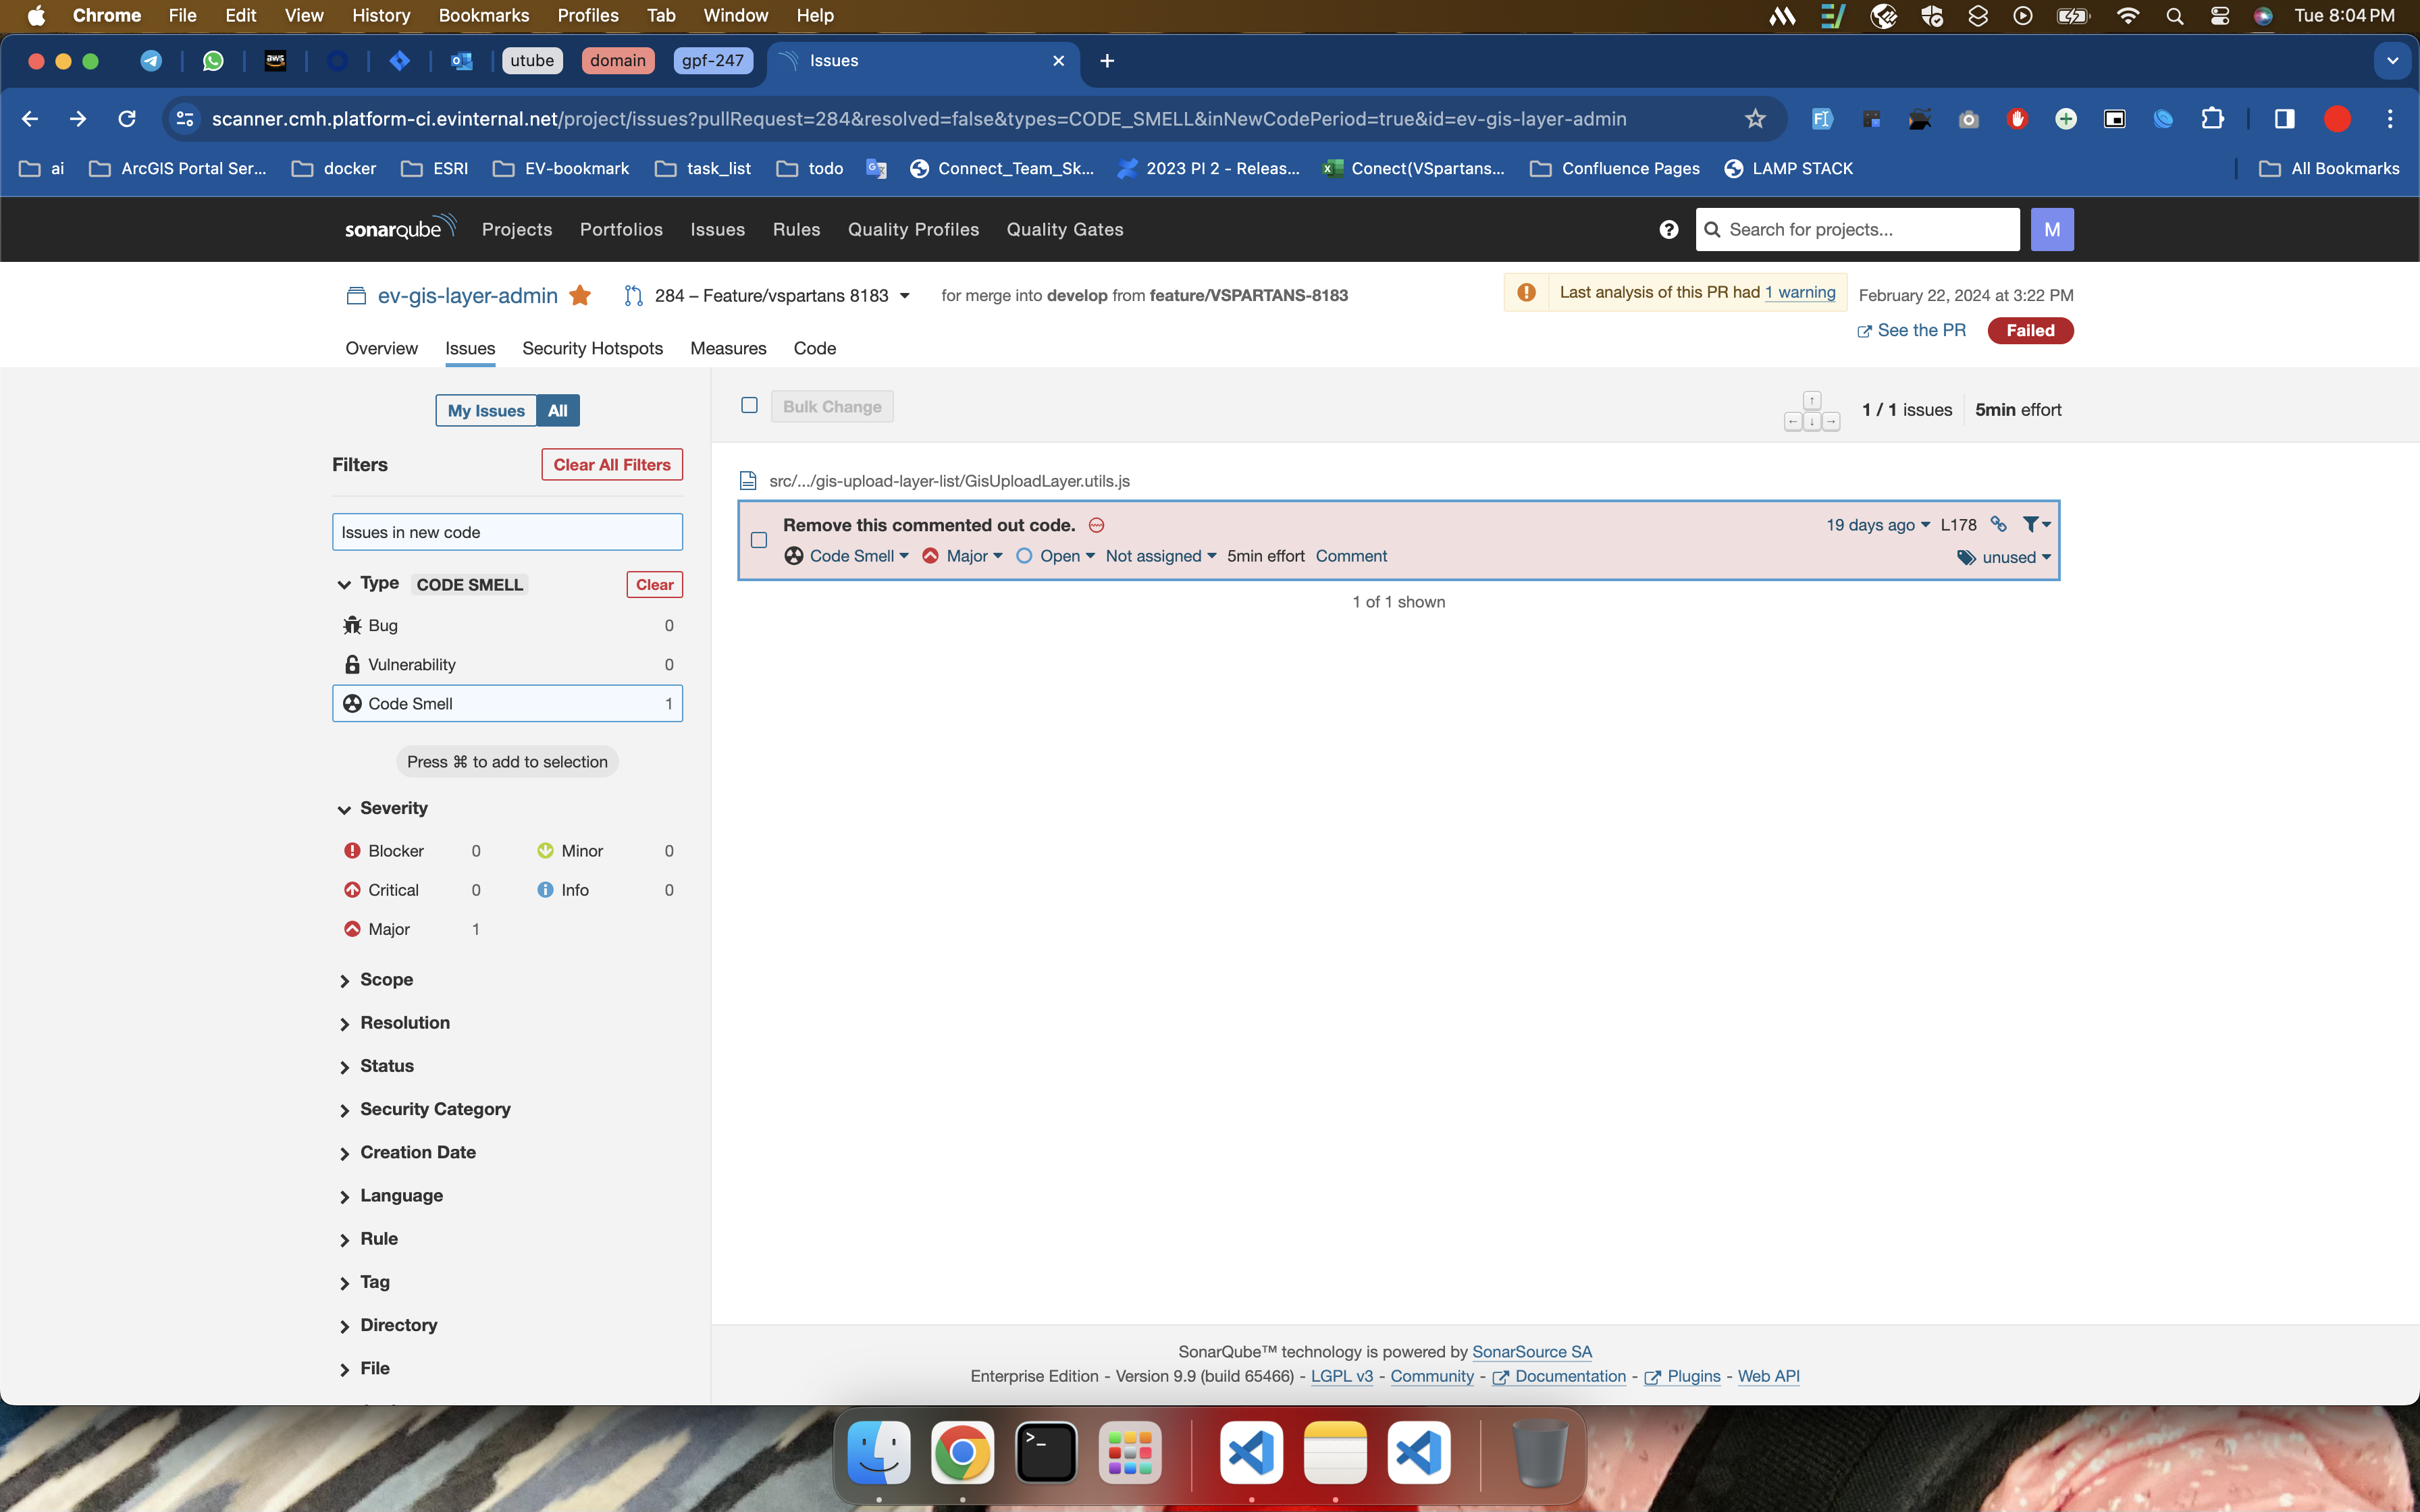 Chrome File Edit View History Bookmarks Profiles Tab Window Help Tue 8:04 PM
aws utube domain gpf-247 Issues
scanner.cmh.platform-ci.evinternal.net/project/issues?pullRequest=284&resolved=false&types=CODE_SMELL&inNewCodePeriod=true&id=ev-gis-layer-admin
ai ArcGIS Portal Ser... docker ESRI EV-bookmark task_list todo Connect_Team_Sk... 2023 PI 2 - Releas... Conect(VSpartans... Confluence Pages LAMP STACK All Bookmarks
sonarqube Projects Portfolios Issues Rules Quality Profiles Quality Gates Search for projects... M
ev-gis-layer-admin 284 – Feature/vspartans 8183 for merge into develop from feature/VSPARTANS-8183 Last analysis of this PR had 1 warning February 22, 2024 at 3:22 PM
See the PR Failed
Overview Issues Security Hotspots Measures Code
My Issues All
Bulk Change
1 / 1 issues 5min effort
Filters Clear All Filters
Issues in new code
Type CODE SMELL Clear
Bug 0
Vulnerability 0
Code Smell 1
Press ⌘ to add to selection
Severity
Blocker 0 Minor 0
Critical 0 Info 0
Major 1
Scope
Resolution
Status
Security Category
Creation Date
Language
Rule
Tag
Directory
File
src/.../gis-upload-layer-list/GisUploadLayer.utils.js
Remove this commented out code. 19 days ago L178
Code Smell Major Open Not assigned 5min effort Comment unused
1 of 1 shown
SonarQube™ technology is powered by SonarSource SA
Enterprise Edition - Version 9.9 (build 65466) - LGPL v3 - Community - Documentation - Plugins - Web API